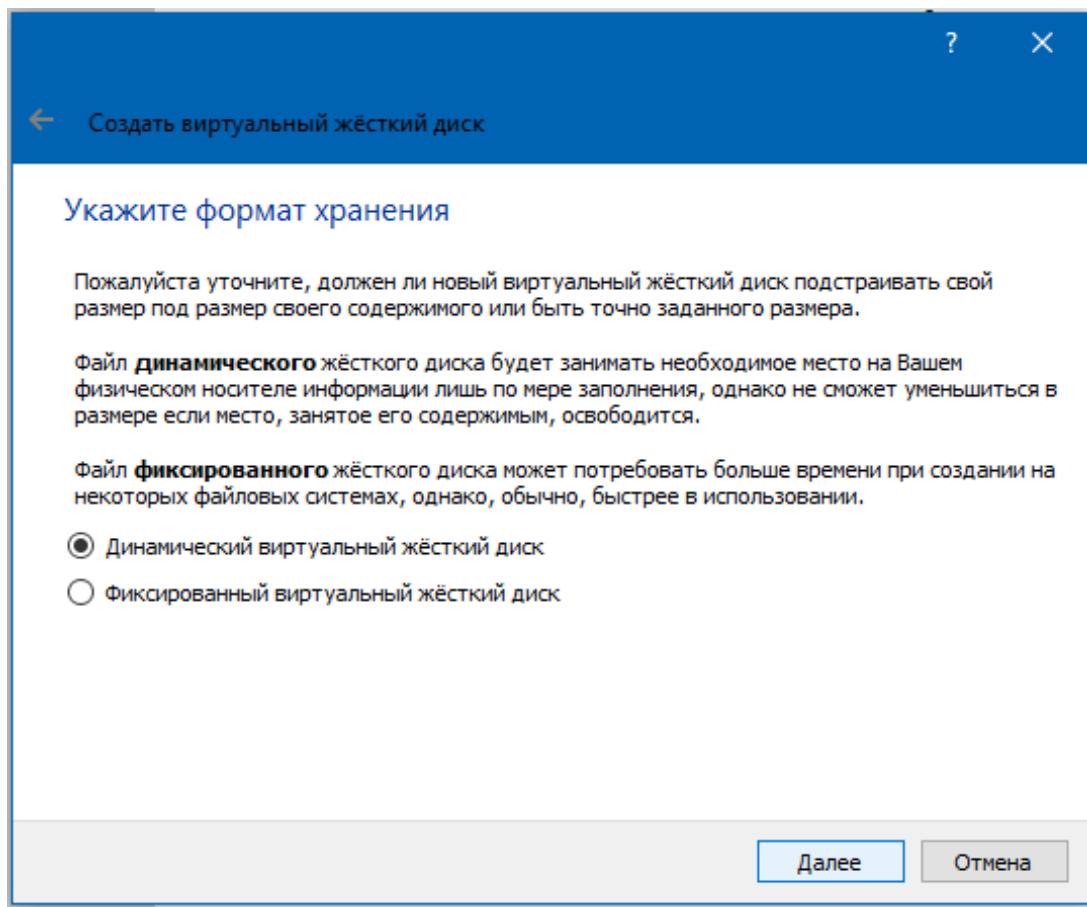 ?
Создать виртуальный жёсткий диск
Укажите формат хранения
Пожалуйста уточните, должен ли новый виртуальный жёсткий диск подстраивать свой
размер под размер своего содержимого или быть точно заданного размера.
Файл динамического жёсткого диска будет занимать необходимое место на Вашем
физическом носителе информации лишь по мере заполнения, однако не сможет уменьшиться в
размере если место, занятое его содержимым, освободится.
Файл фиксированного жёсткого диска может потребовать больше времени при создании на
некоторых файловых системах, однако, обычно, быстрее в использовании.
Динамический виртуальный жёсткий диск
Фиксированный виртуальный жёсткий диск
Далее Отмена